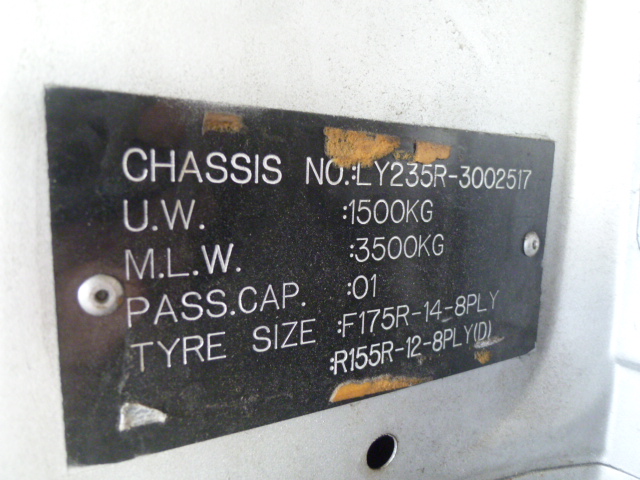 CHASSIS NO.:LY235R-3002517
U.W. :1500KG
M.L.W. :3500KG
PASS.CAP. :01
TYRE SIZE :F175R-14-8PLY
:R155R-12-8PLY(D)